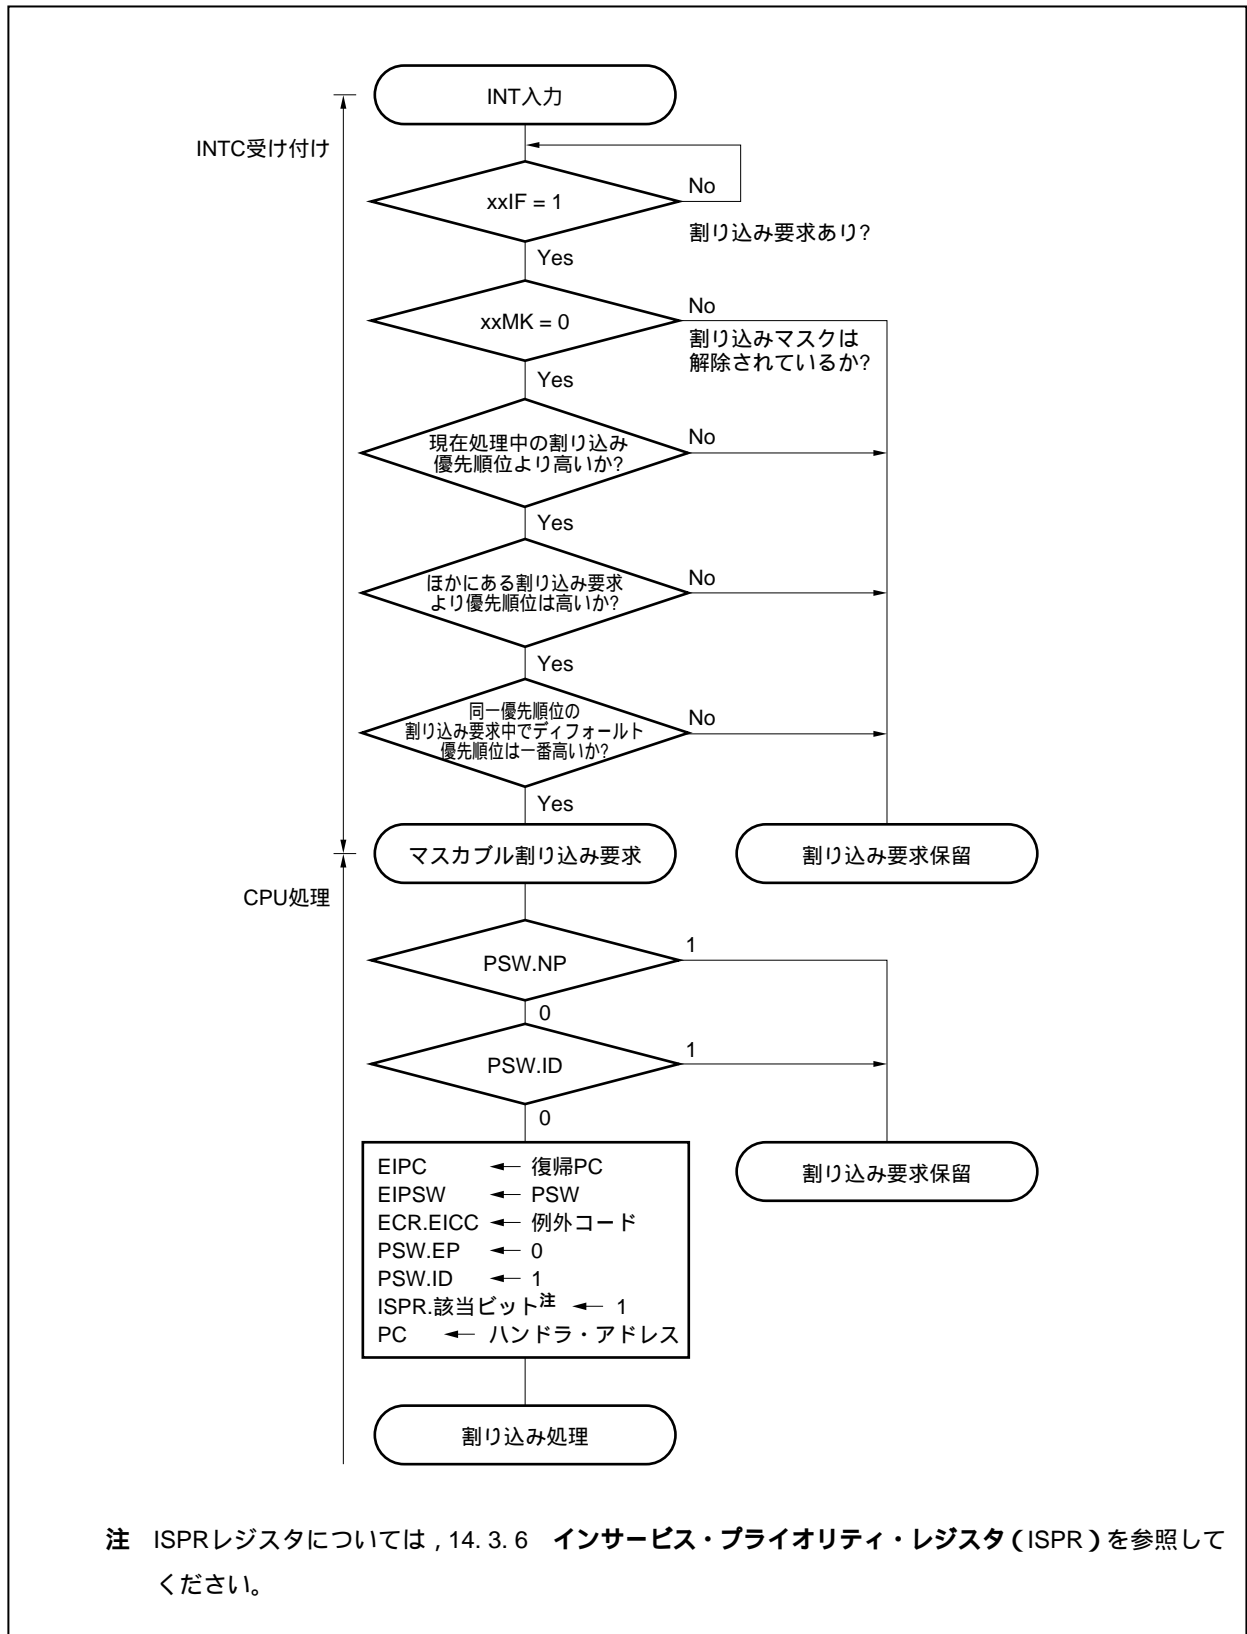 INT入力
INTC受け付け
xxIF = 1
No
割り込み要求あり?
Yes
xxMK = 0
No
割り込みマスクは
解除されているか?
Yes
現在処理中の割り込み
優先順位より高いか?
No
Yes
ほかにある割り込み要求
より優先順位は高いか?
No
Yes
同一優先順位の
割り込み要求中でディフォールト
優先順位は一番高いか?
No
Yes
マスカブル割り込み要求
割り込み要求保留
CPU処理
PSW.NP
1
0
PSW.ID
1
0
EIPC ← 復帰PC
EIPSW ← PSW
ECR.EICC ← 例外コード
PSW.EP ← 0
PSW.ID ← 1
ISPR.該当ビット注 ← 1
PC ← ハンドラ・アドレス
割り込み要求保留
割り込み処理
注 ISPRレジスタについては , 14. 3. 6 インサービス・プライオリティ・レジスタ（ISPR）を参照して
ください。